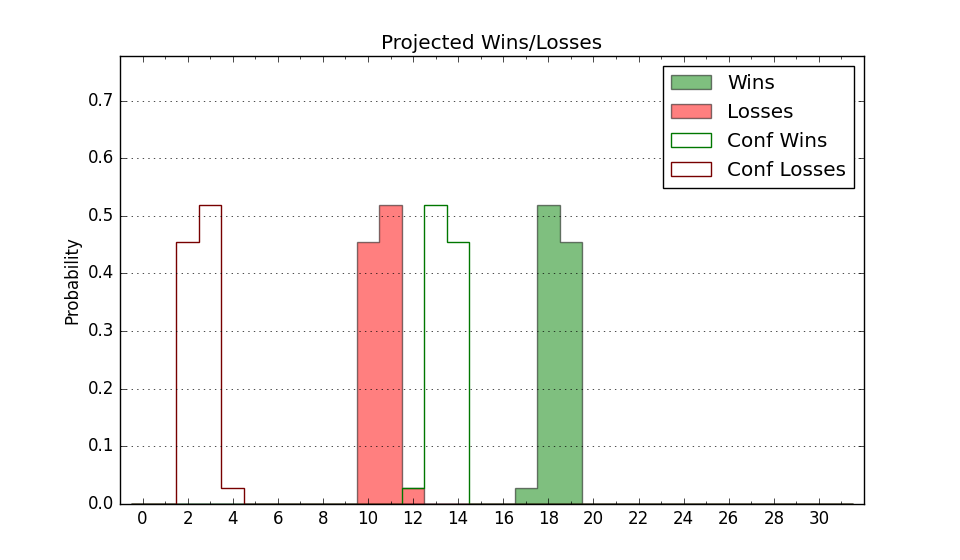 Projected Wins/Losses
Wins
Losses
Conf Wins
Conf Losses
Probability
0.7
0.6
0.5
0.4
0.3
0.2
0.1
0.0
0 2 4 6 8 10 12 14 16 18 20 22 24 26 28 30